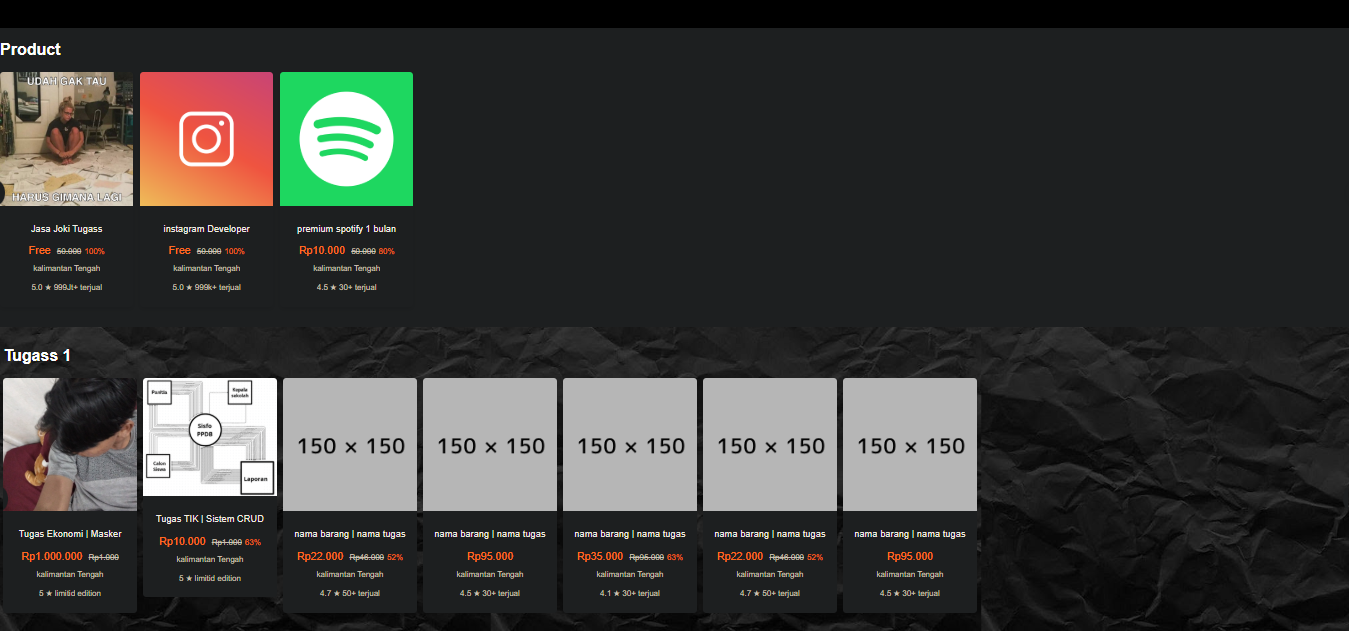 Product
UDAH GAK TAU
HARUS GIMANA LAGI
Jasa Joki Tugass
Free 50.000 100%
kalimantan Tengah
5.0 ★ 999Jt+ terjual
instagram Developer
Free 50.000 100%
kalimantan Tengah
5.0 ★ 999k+ terjual
premium spotify 1 bulan
Rp10.000 50.000 80%
kalimantan Tengah
4.5 ★ 30+ terjual
Tugass 1
Tugas Ekonomi | Masker
Rp1.000.000 Rp1.000
kalimantan Tengah
5 ★ limitid edition
Panitia
Kepala
sekolah
Sisfo
PPDB
Calon
Siswa
Laporan
Tugas TIK | Sistem CRUD
Rp10.000 Rp1.000 63%
kalimantan Tengah
5 ★ limitid edition
150 × 150
nama barang | nama tugas
Rp22.000 Rp46.000 52%
kalimantan Tengah
4.7 ★ 50+ terjual
150 × 150
nama barang | nama tugas
Rp95.000
kalimantan Tengah
4.5 ★ 30+ terjual
150 × 150
nama barang | nama tugas
Rp35.000 Rp95.000 63%
kalimantan Tengah
4.1 ★ 30+ terjual
150 × 150
nama barang | nama tugas
Rp22.000 Rp46.000 52%
kalimantan Tengah
4.7 ★ 50+ terjual
150 × 150
nama barang | nama tugas
Rp95.000
kalimantan Tengah
4.5 ★ 30+ terjual